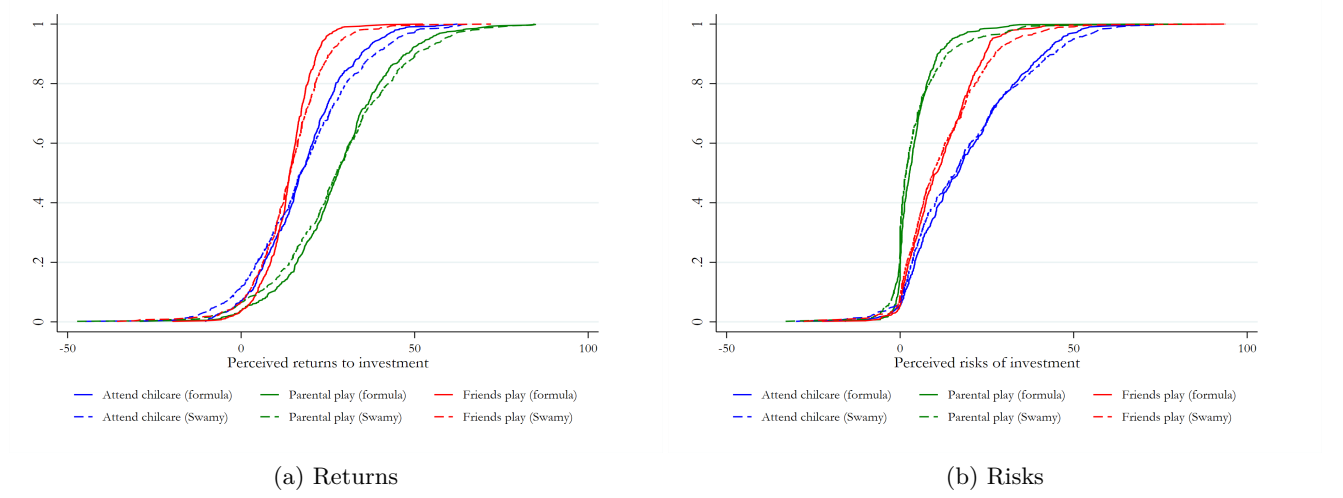 1
.8
.6
.4
.2
0
-50 0 50 100
Perceived returns to investment
Attend chilcare (formula) Parental play (formula) Friends play (formula)
Attend chilcare (Swamy) Parental play (Swamy) Friends play (Swamy)
(a) Returns
1
.8
.6
.4
.2
0
-50 0 50 100
Perceived risks of investment
Attend chilcare (formula) Parental play (formula) Friends play (formula)
Attend chilcare (Swamy) Parental play (Swamy) Friends play (Swamy)
(b) Risks